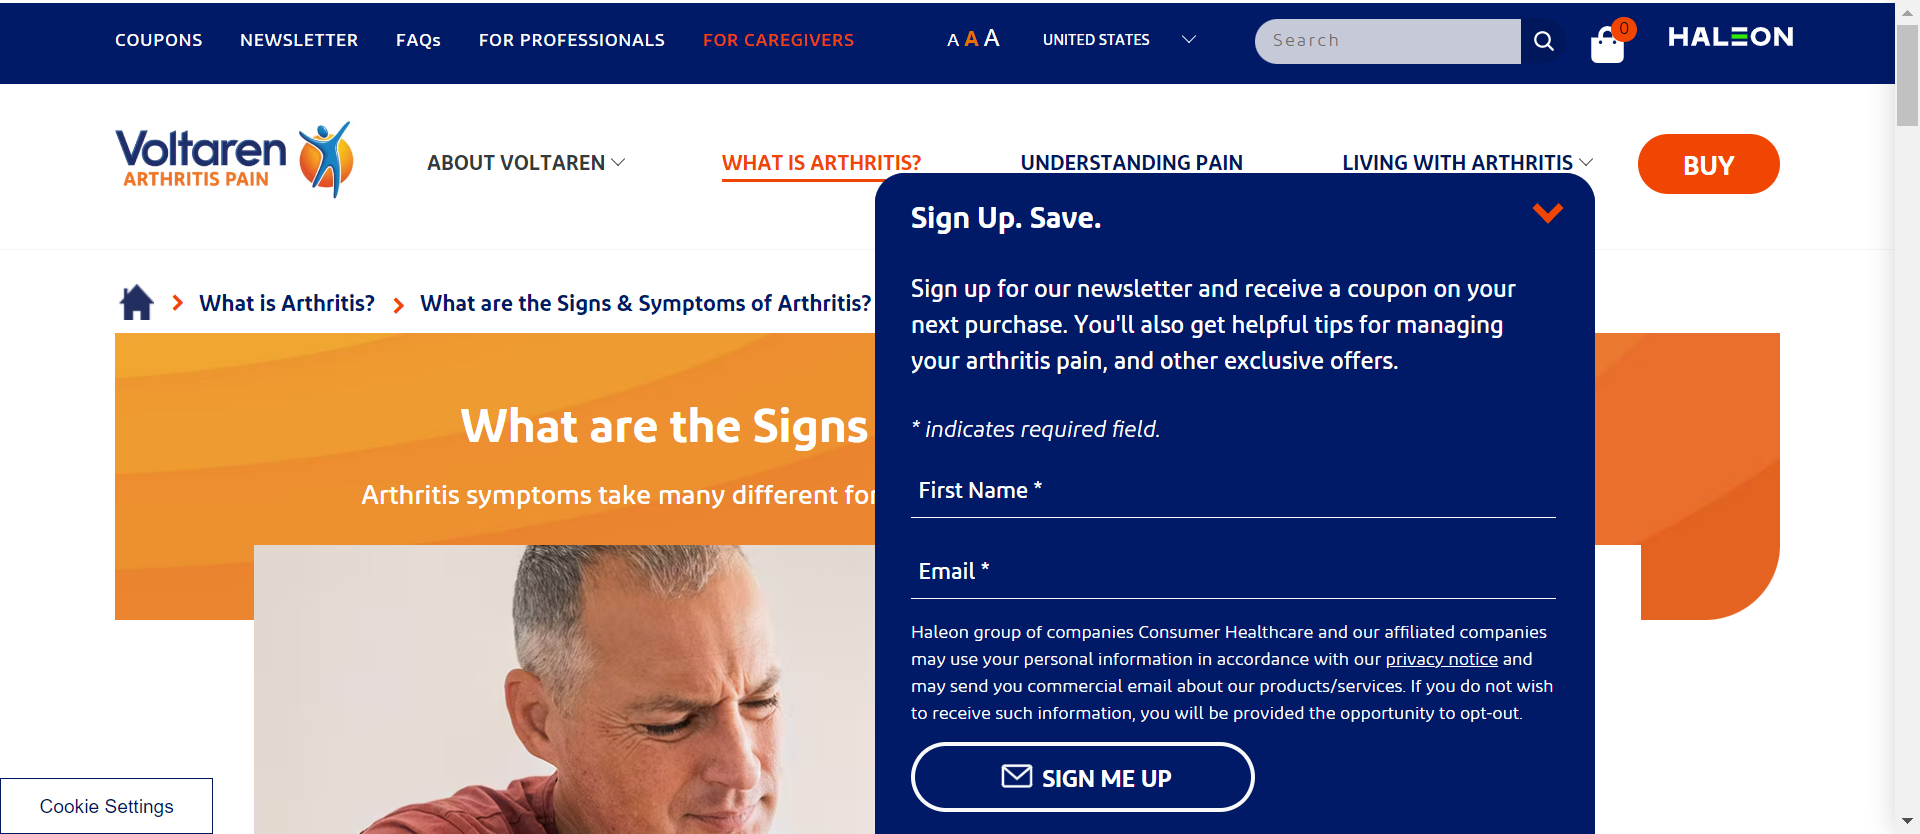 COUPONS NEWSLETTER FAQs FOR PROFESSIONALS FOR CAREGIVERS A A A UNITED STATES Search 0 HALEON
Voltaren
ARTHRITIS PAIN
ABOUT VOLTAREN WHAT IS ARTHRITIS? UNDERSTANDING PAIN LIVING WITH ARTHRITIS BUY
What is Arthritis? What are the Signs & Symptoms of Arthritis?
What are the Signs
Arthritis symptoms take many different for
Sign Up. Save.
Sign up for our newsletter and receive a coupon on your
next purchase. You'll also get helpful tips for managing
your arthritis pain, and other exclusive offers.
* indicates required field.
First Name *
Email *
Haleon group of companies Consumer Healthcare and our affiliated companies
may use your personal information in accordance with our privacy notice and
may send you commercial email about our products/services. If you do not wish
to receive such information, you will be provided the opportunity to opt-out.
SIGN ME UP
Cookie Settings